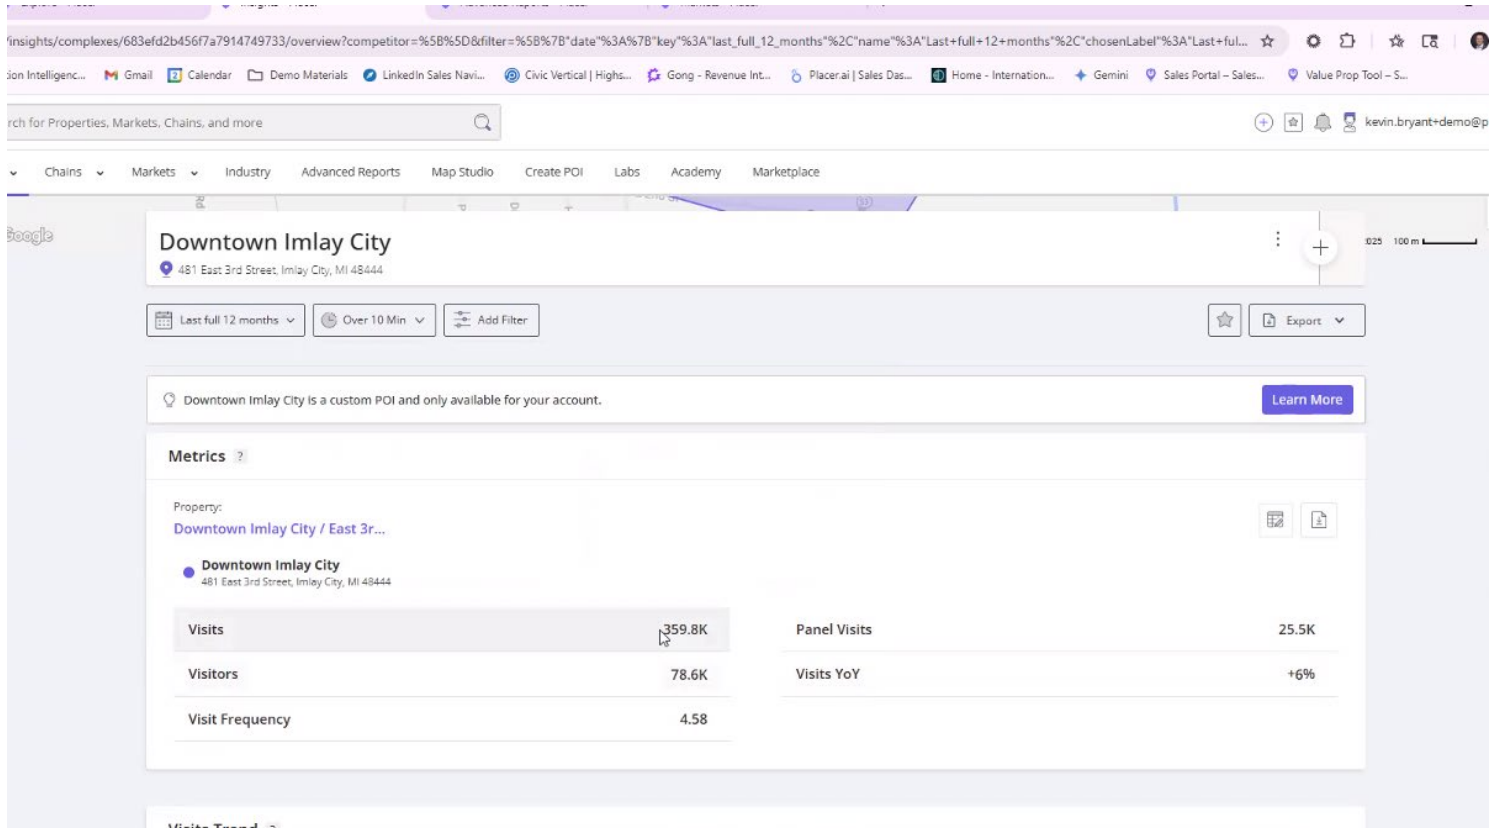 /insights/complexes/683efd2b456f7a7914749733/overview?competitor=%5B%5D&filter=%5B%7B"date"%3A%7B"key"%3A"last_full_12_months"%2C"name"%3A"Last+full+12+months"%2C"chosenLabel"%3A"Last+ful...
tion Intelligenc... Gmail Calendar Demo Materials LinkedIn Sales Navi... Civic Vertical | Highs... Gong - Revenue Int... Placer.ai | Sales Das... Home - Internation... Gemini Sales Portal – Sales... Value Prop Tool – S...
rch for Properties, Markets, Chains, and more
kevin.bryant+demo@p
Chains Markets Industry Advanced Reports Map Studio Create POI Labs Academy Marketplace
Google
Downtown Imlay City
481 East 3rd Street, Imlay City, MI 48444
100 m
Last full 12 months Over 10 Min Add Filter Export
Downtown Imlay City is a custom POI and only available for your account. Learn More
Metrics ?
Property:
Downtown Imlay City / East 3r...
Downtown Imlay City
481 East 3rd Street, Imlay City, MI 48444
Visits 359.8K Panel Visits 25.5K
Visitors 78.6K Visits YoY +6%
Visit Frequency 4.58
Visits Trend ?